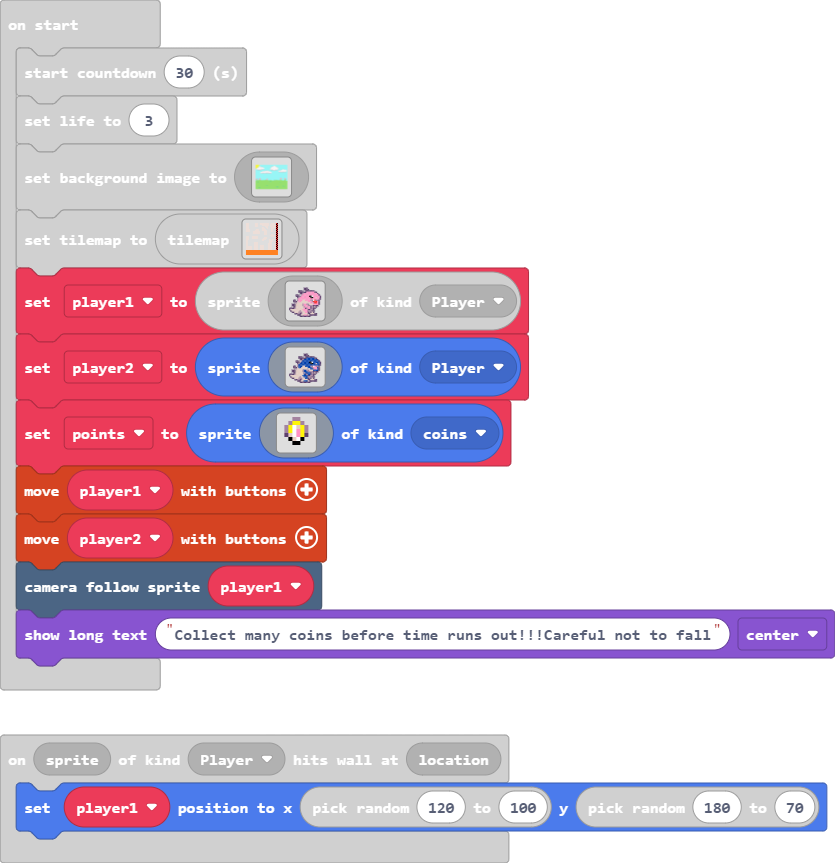 on start
start countdown 30 (s)
set life to 3
set background image to
set tilemap to tilemap
set player1 to sprite of kind Player
set player2 to sprite of kind Player
set points to sprite of kind coins
move player1 with buttons
move player2 with buttons
camera follow sprite player1
show long text "Collect many coins before time runs out!!!Careful not to fall" center
on sprite of kind Player hits wall at location
set player1 position to x pick random 120 to 100 y pick random 180 to 70